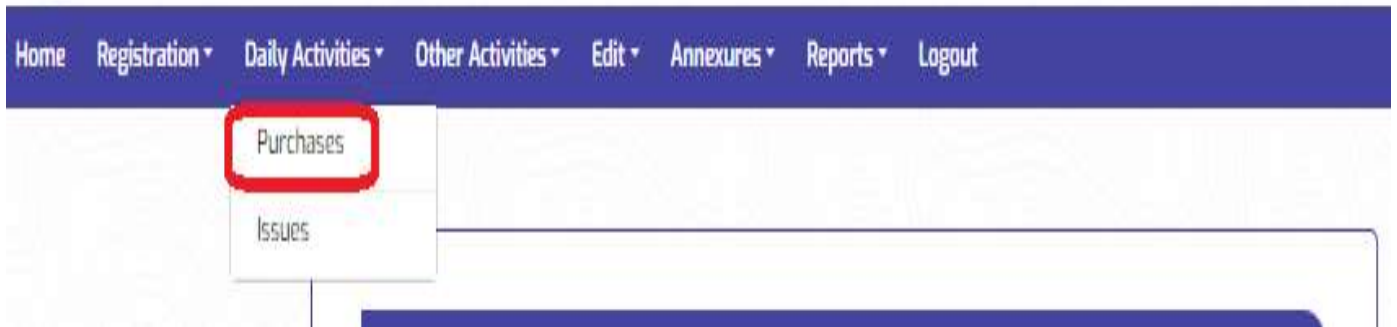 Home Registration Daily Activities Other Activities Edit Annexures Reports Logout
Purchases
Issues